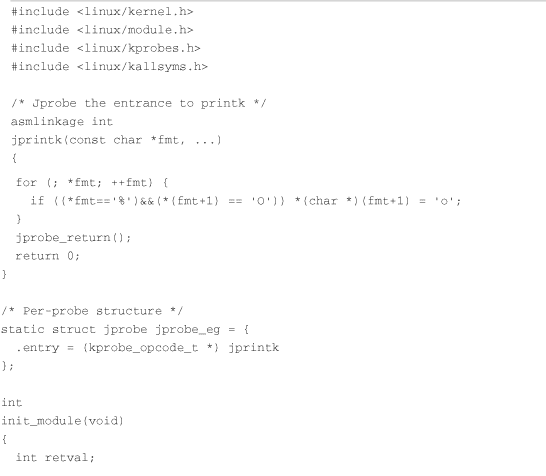 #include <linux/kernel.h>
#include <linux/module.h>
#include <linux/kprobes.h>
#include <linux/kallsyms.h>

/* Jprobe the entrance to printk */
asmlinkage int
jprintk(const char *fmt, ...)
{
for (; *fmt; ++fmt) {
if ((*fmt=='%')&&(*(fmt+1) == 'O')) *(char *)(fmt+1) = 'o';
}
jprobe_return();
return 0;
}

/* Per-probe structure */
static struct jprobe jprobe_eg = {
.entry = (kprobe_opcode_t *) jprintk
};

int
init_module(void)
{
int retval;